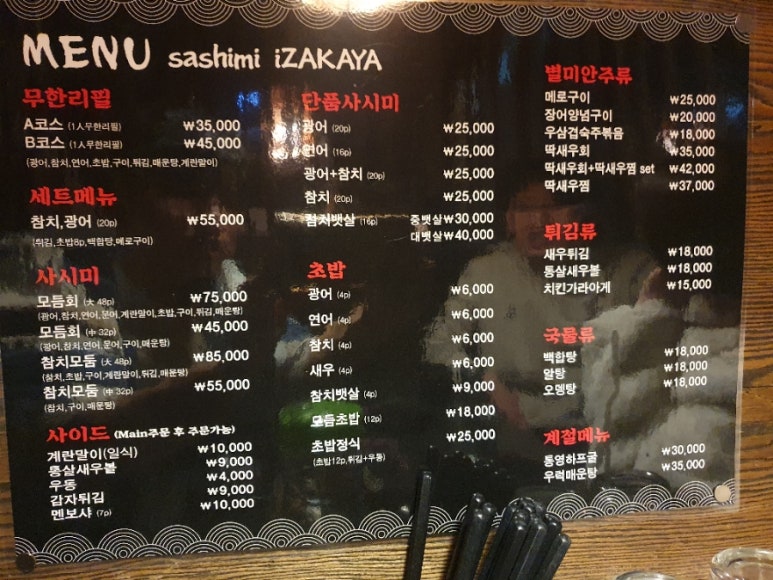 MENU sashimi iZAKAYA
무한리필
A코스 (1人무한리필) ₩35,000
B코스 (1人무한리필) ₩45,000
(광어,참치,연어,초밥,구이,튀김,매운탕,계란말이)
세트메뉴
참치,광어 (20p) ₩55,000
(튀김,초밥8p,백합탕,메로구이)
사시미
모듬회 (大 48p) ₩75,000
(광어,참치,연어,문어,계란말이,초밥,구이,튀김,매운탕)
모듬회 (中 32p) ₩45,000
(광어,참치,연어,문어,구이,매운탕)
참치모둠 (大 48p) ₩85,000
(참치,초밥,구이,계란말이,튀김,매운탕)
참치모둠 (中 32p) ₩55,000
(참치,구이,매운탕)
사이드 (Main주문 후 주문가능)
계란말이(일식) ₩10,000
통살새우볼 ₩9,000
우동 ₩4,000
감자튀김 ₩9,000
멘보샤 (7p) ₩10,000
단품사시미
광어 (20p) ₩25,000
연어 (16p) ₩25,000
광어+참치 (20p) ₩25,000
참치 (20p) ₩25,000
참치뱃살 (16p) 중뱃살₩30,000
대뱃살₩40,000
초밥
광어 (4p) ₩6,000
연어 (4p) ₩6,000
참치 (4p) ₩6,000
새우 (4p) ₩6,000
참치뱃살 (4p) ₩9,000
모듬초밥 (12p) ₩18,000
초밥정식 ₩25,000
(초밥12p,튀김+우동)
별미안주류
메로구이 ₩25,000
장어양념구이 ₩20,000
우삼겹숙주볶음 ₩18,000
딱새우회 ₩35,000
딱새우회+딱새우찜 set ₩42,000
딱새우찜 ₩37,000
튀김류
새우튀김 ₩18,000
통살새우볼 ₩18,000
치킨가라아게 ₩15,000
국물류
백합탕 ₩18,000
알탕 ₩18,000
오뎅탕 ₩18,000
계절메뉴
통영하프굴 ₩30,000
우럭매운탕 ₩35,000